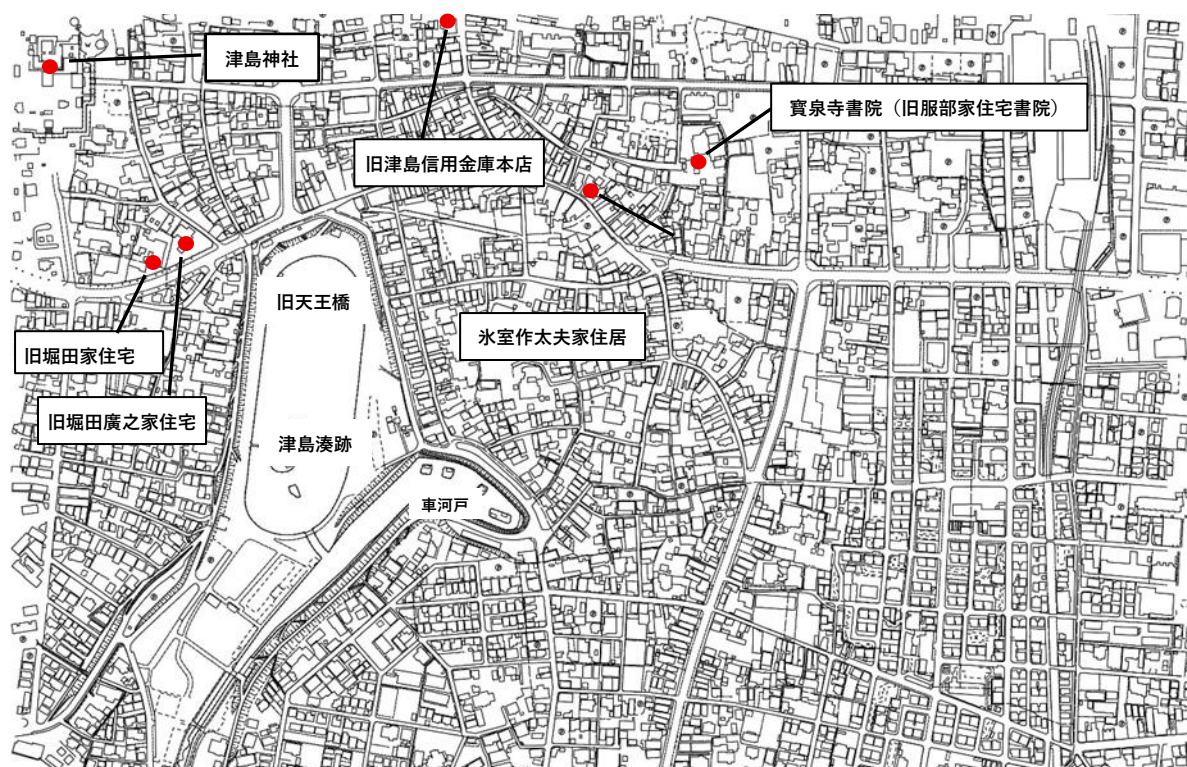 津島神社
寳泉寺書院（旧服部家住宅書院）
旧津島信用金庫本店
旧天王橋
氷室作太夫家住居
旧堀田家住宅
旧堀田廣之家住宅
津島湊跡
車河戸